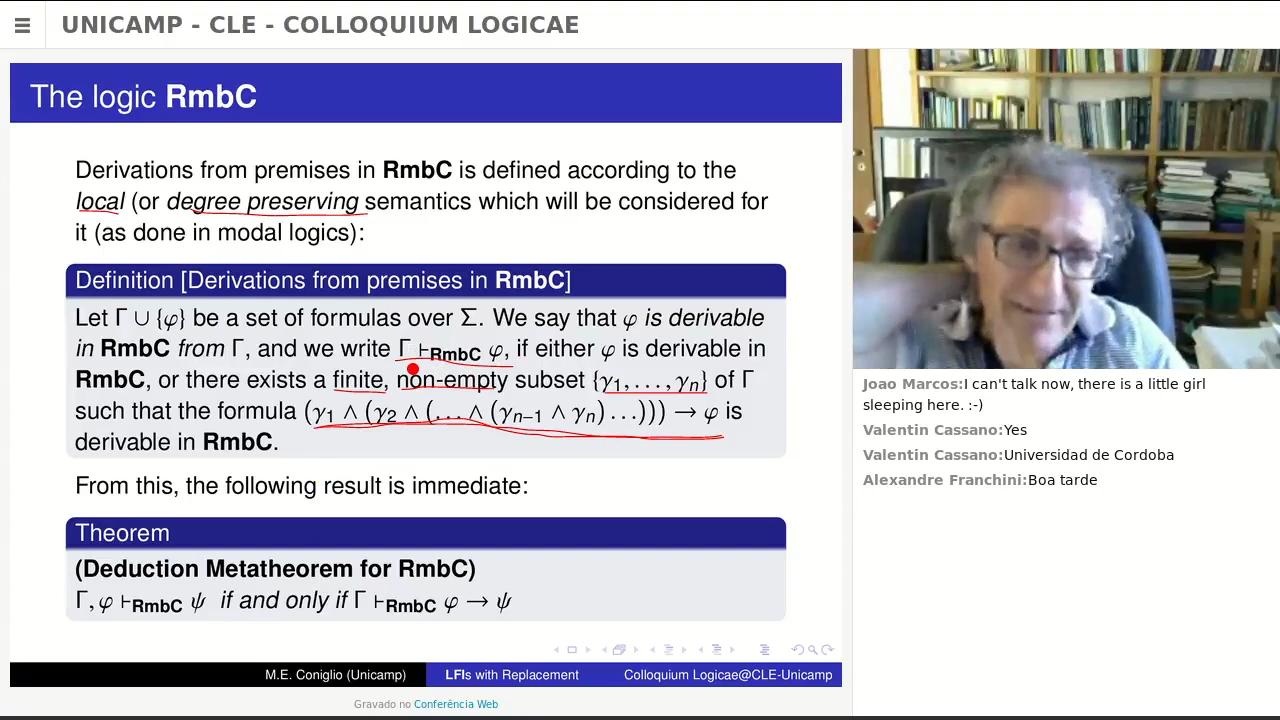 UNICAMP - CLE - COLLOQUIUM LOGICAE
The logic RmbC
Derivations from premises in RmbC is defined according to the
local (or degree preserving semantics which will be considered for
it (as done in modal logics):
Definition [Derivations from premises in RmbC]
Let Γ ∪ {φ} be a set of formulas over Σ. We say that φ is derivable
in RmbC from Γ, and we write Γ ⊢RmbC φ, if either φ is derivable in
RmbC, or there exists a finite, non-empty subset {γ1, . . . , γn} of Γ
such that the formula (γ1 ∧ (γ2 ∧ (. . . ∧ (γn−1 ∧ γn) . . .))) → φ is
derivable in RmbC.
From this, the following result is immediate:
Theorem
(Deduction Metatheorem for RmbC)
Γ, φ ⊢RmbC ψ if and only if Γ ⊢RmbC φ → ψ
M.E. Coniglio (Unicamp) LFIs with Replacement Colloquium Logicae@CLE-Unicamp
Gravado no Conferência Web
Joao Marcos:I can't talk now, there is a little girl
sleeping here. :-)
Valentin Cassano:Yes
Valentin Cassano:Universidad de Cordoba
Alexandre Franchini:Boa tarde